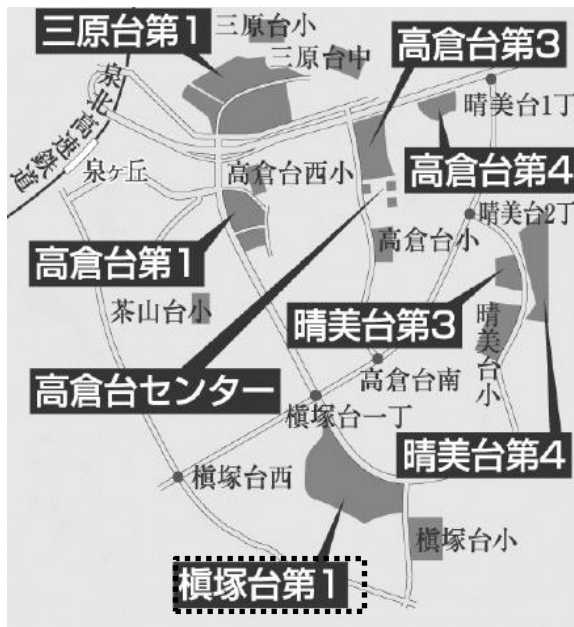 三原台第1
三原台小
三原台中
高倉台第3
泉北高速鉄道
晴美台1丁
泉ヶ丘
高倉台西小
高倉台第4
晴美台2丁
高倉台第1
高倉台小
茶山台小
晴美台第3
晴美台小
高倉台センター
高倉台南
槇塚台一丁
晴美台第4
槇塚台西
槇塚台小
槇塚台第1